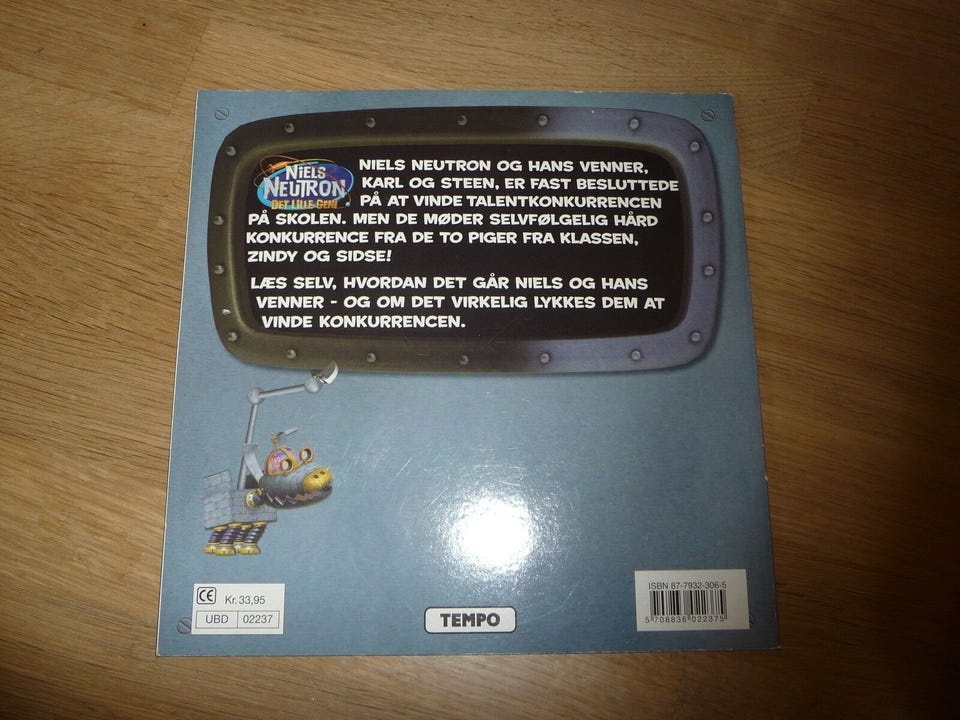 NIELS NEUTRON DET LILLE GENI
NIELS NEUTRON OG HANS VENNER,
KARL OG STEEN, ER FAST BESLUTTEDE
PÅ AT VINDE TALENTKONKURRENCEN
PÅ SKOLEN. MEN DE MØDER SELVFØLGELIG HÅRD
KONKURRENCE FRA DE TO PIGER FRA KLASSEN,
ZINDY OG SIDSE!
LÆS SELV, HVORDAN DET GÅR NIELS OG HANS
VENNER - OG OM DET VIRKELIG LYKKES DEM AT
VINDE KONKURRENCEN.
CE Kr. 33,95
UBD 02237
TEMPO
ISBN 87-7932-306-5
5 708836 022375